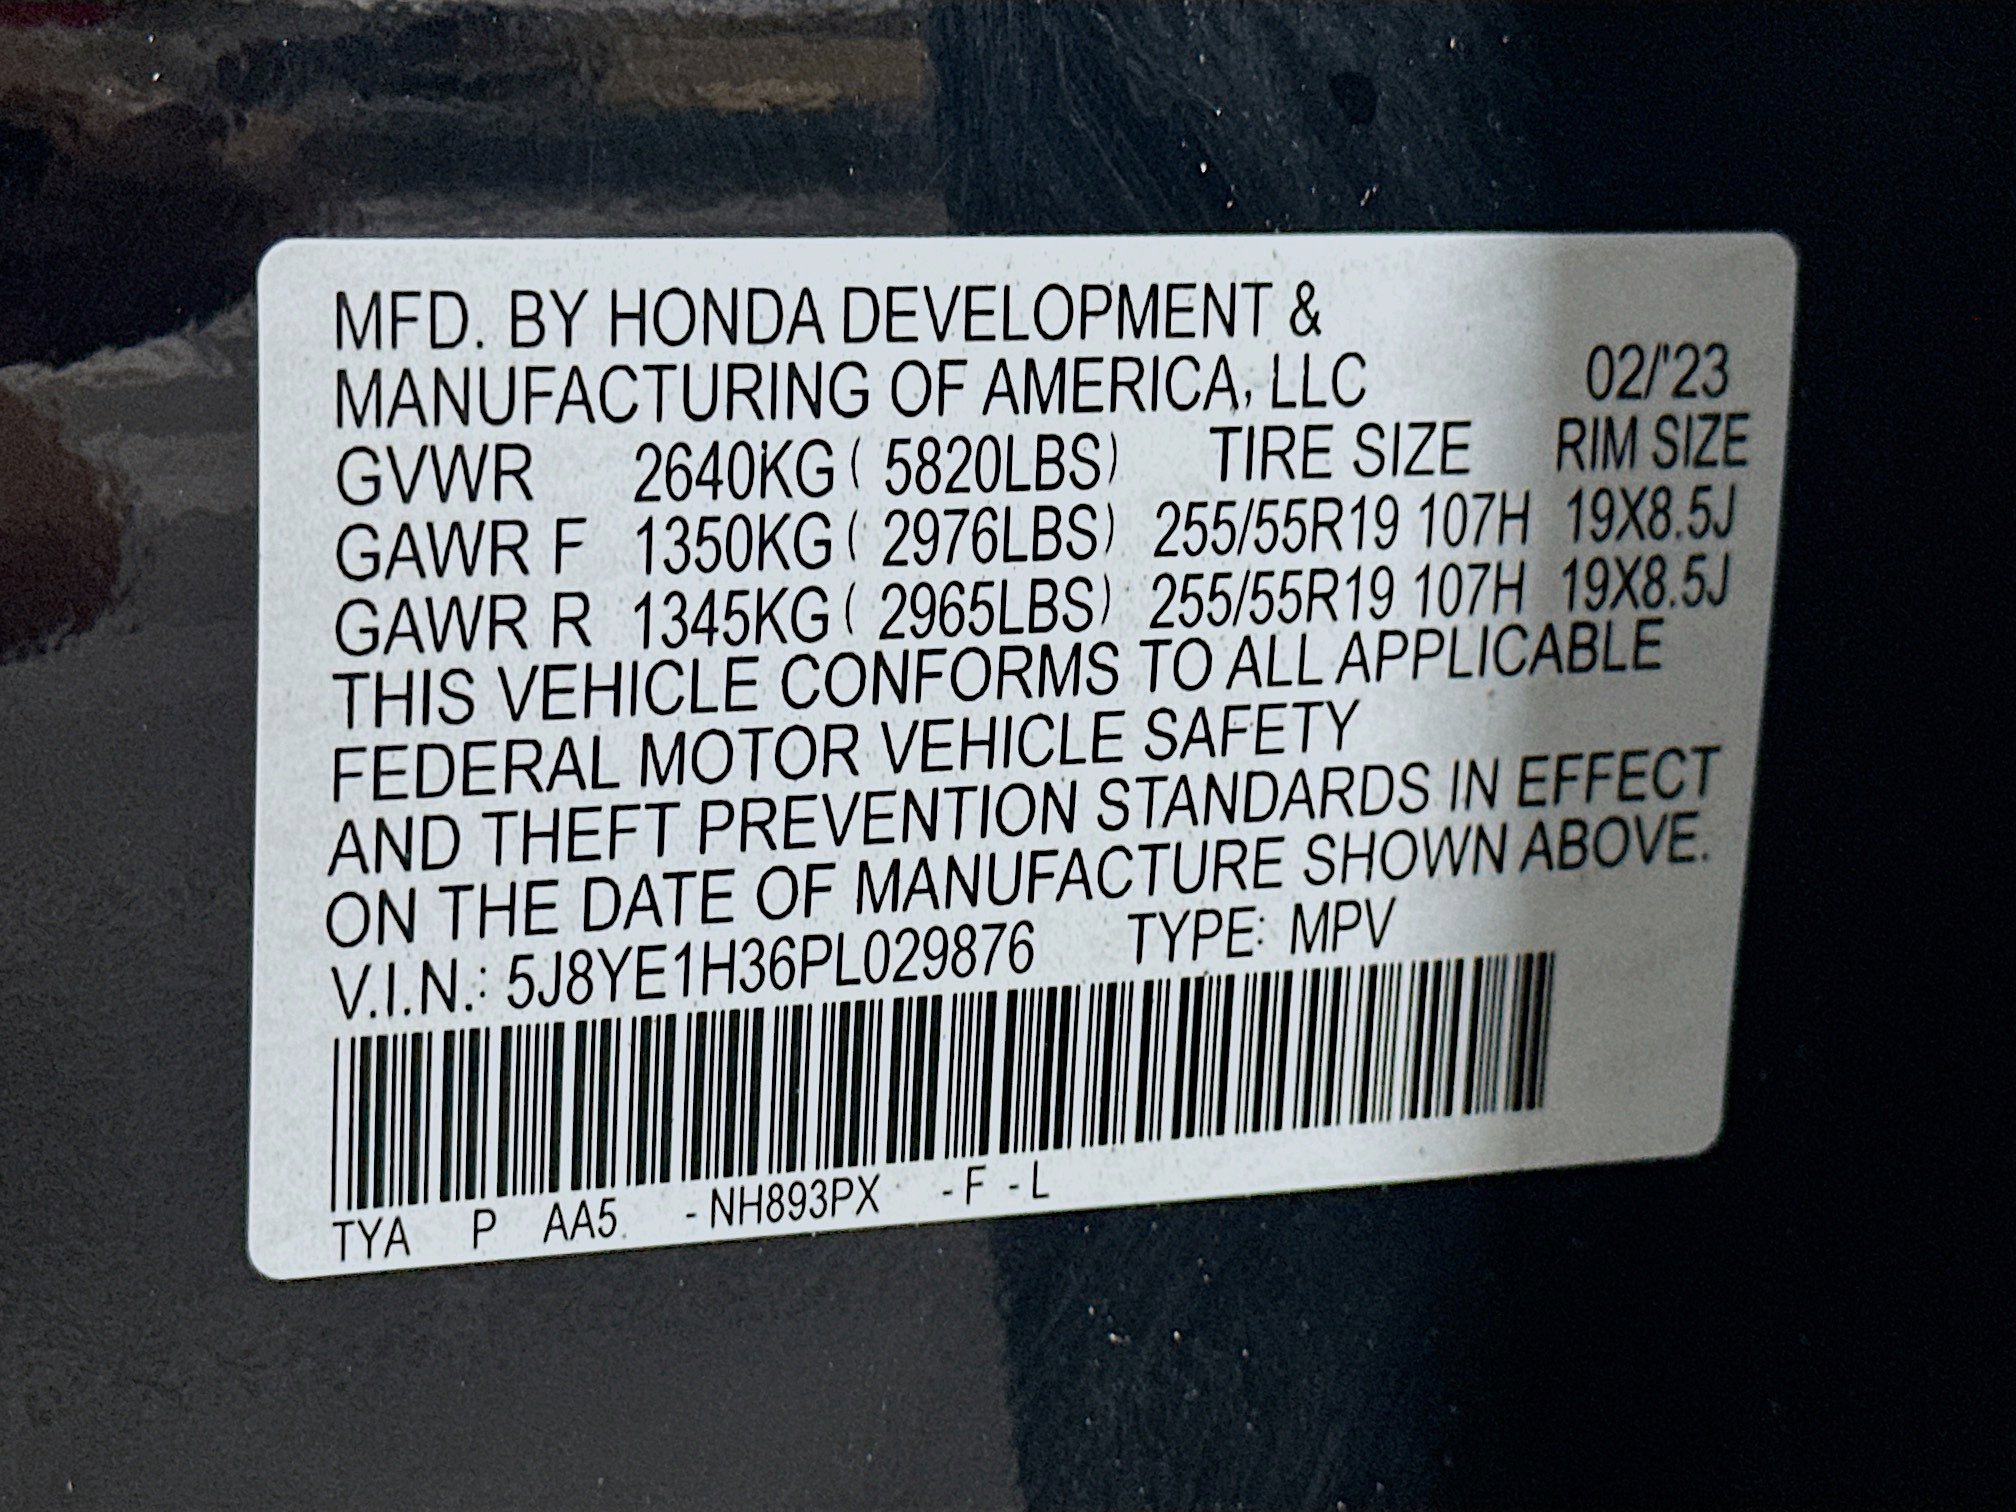 MFD. BY HONDA DEVELOPMENT &
MANUFACTURING OF AMERICA, LLC 02/'23
GVWR 2640KG ( 5820LBS) TIRE SIZE RIM SIZE
GAWR F 1350KG ( 2976LBS) 255/55R19 107H 19X8.5J
GAWR R 1345KG ( 2965LBS) 255/55R19 107H 19X8.5J
THIS VEHICLE CONFORMS TO ALL APPLICABLE
FEDERAL MOTOR VEHICLE SAFETY
AND THEFT PREVENTION STANDARDS IN EFFECT
ON THE DATE OF MANUFACTURE SHOWN ABOVE.
V.I.N.: 5J8YE1H36PL029876 TYPE: MPV
TYA P AA5 - NH893PX - F - L